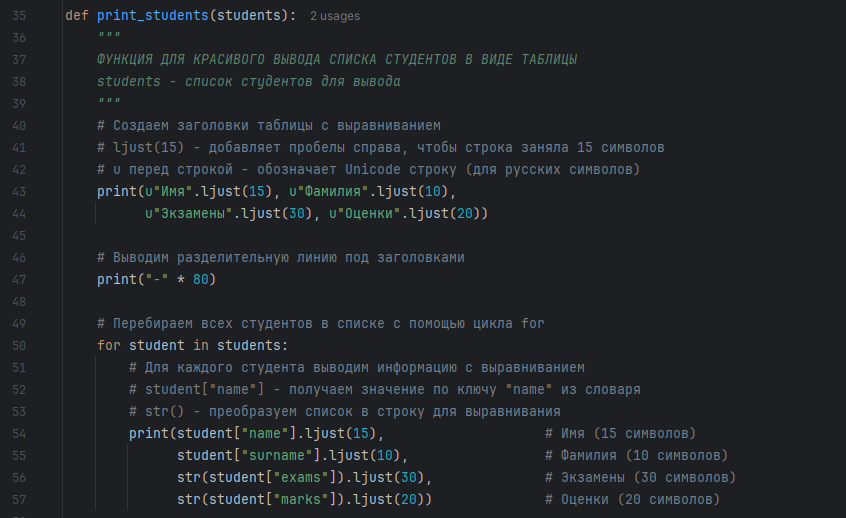 35 def print_students(students): 2 usages
36 """
37 ФУНКЦИЯ ДЛЯ КРАСИВОГО ВЫВОДА СПИСКА СТУДЕНТОВ В ВИДЕ ТАБЛИЦЫ
38 students - список студентов для вывода
39 """
40 # Создаем заголовки таблицы с выравниванием
41 # ljust(15) - добавляет пробелы справа, чтобы строка заняла 15 символов
42 # u перед строкой - обозначает Unicode строку (для русских символов)
43 print(u"Имя".ljust(15), u"Фамилия".ljust(10),
44 u"Экзамены".ljust(30), u"Оценки".ljust(20))
45
46 # Выводим разделительную линию под заголовками
47 print("-" * 80)
48
49 # Перебираем всех студентов в списке с помощью цикла for
50 for student in students:
51 # Для каждого студента выводим информацию с выравниванием
52 # student["name"] - получаем значение по ключу "name" из словаря
53 # str() - преобразуем список в строку для выравнивания
54 print(student["name"].ljust(15), # Имя (15 символов)
55 student["surname"].ljust(10), # Фамилия (10 символов)
56 str(student["exams"]).ljust(30), # Экзамены (30 символов)
57 str(student["marks"]).ljust(20)) # Оценки (20 символов)